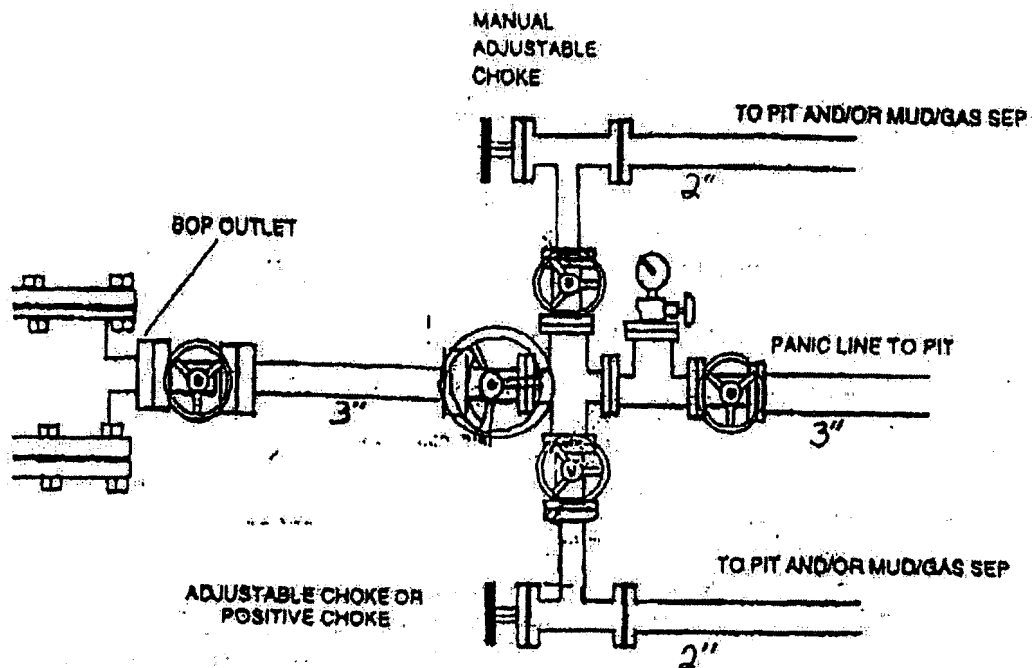 MANUAL
ADJUSTABLE
CHOKE
TO PIT AND/OR MUD/GAS SEP
2"
BOP OUTLET
PANIC LINE TO PIT
3"
3"
TO PIT AND/OR MUD/GAS SEP
ADJUSTABLE CHOKE OR
POSITIVE CHOKE
2"